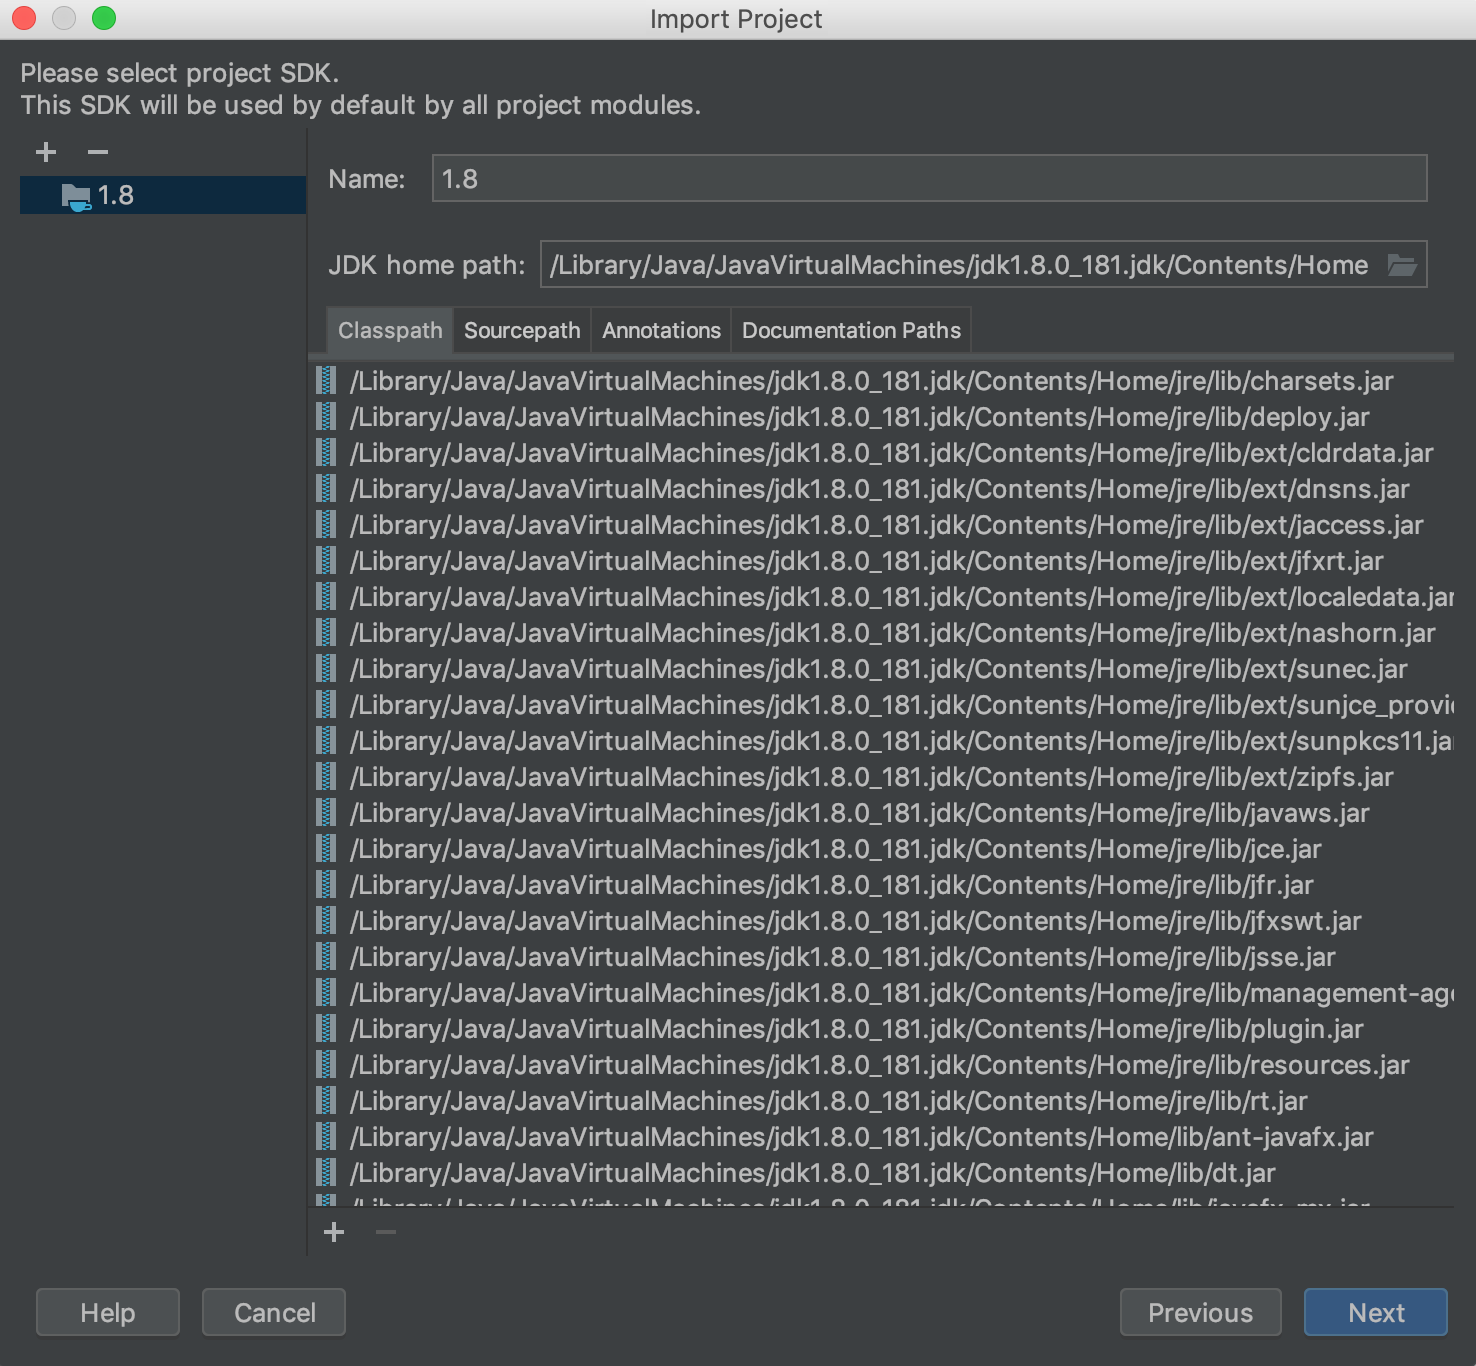 Import Project
Please select project SDK.
This SDK will be used by default by all project modules.
1.8
Name: 1.8
JDK home path: /Library/Java/JavaVirtualMachines/jdk1.8.0_181.jdk/Contents/Home
Classpath Sourcepath Annotations Documentation Paths
/Library/Java/JavaVirtualMachines/jdk1.8.0_181.jdk/Contents/Home/jre/lib/charsets.jar
/Library/Java/JavaVirtualMachines/jdk1.8.0_181.jdk/Contents/Home/jre/lib/deploy.jar
/Library/Java/JavaVirtualMachines/jdk1.8.0_181.jdk/Contents/Home/jre/lib/ext/cldrdata.jar
/Library/Java/JavaVirtualMachines/jdk1.8.0_181.jdk/Contents/Home/jre/lib/ext/dnsns.jar
/Library/Java/JavaVirtualMachines/jdk1.8.0_181.jdk/Contents/Home/jre/lib/ext/jaccess.jar
/Library/Java/JavaVirtualMachines/jdk1.8.0_181.jdk/Contents/Home/jre/lib/ext/jfxrt.jar
/Library/Java/JavaVirtualMachines/jdk1.8.0_181.jdk/Contents/Home/jre/lib/ext/localedata.jar
/Library/Java/JavaVirtualMachines/jdk1.8.0_181.jdk/Contents/Home/jre/lib/ext/nashorn.jar
/Library/Java/JavaVirtualMachines/jdk1.8.0_181.jdk/Contents/Home/jre/lib/ext/sunec.jar
/Library/Java/JavaVirtualMachines/jdk1.8.0_181.jdk/Contents/Home/jre/lib/ext/sunjce_provi
/Library/Java/JavaVirtualMachines/jdk1.8.0_181.jdk/Contents/Home/jre/lib/ext/sunpkcs11.ja
/Library/Java/JavaVirtualMachines/jdk1.8.0_181.jdk/Contents/Home/jre/lib/ext/zipfs.jar
/Library/Java/JavaVirtualMachines/jdk1.8.0_181.jdk/Contents/Home/jre/lib/javaws.jar
/Library/Java/JavaVirtualMachines/jdk1.8.0_181.jdk/Contents/Home/jre/lib/jce.jar
/Library/Java/JavaVirtualMachines/jdk1.8.0_181.jdk/Contents/Home/jre/lib/jfr.jar
/Library/Java/JavaVirtualMachines/jdk1.8.0_181.jdk/Contents/Home/jre/lib/jfxswt.jar
/Library/Java/JavaVirtualMachines/jdk1.8.0_181.jdk/Contents/Home/jre/lib/jsse.jar
/Library/Java/JavaVirtualMachines/jdk1.8.0_181.jdk/Contents/Home/jre/lib/management-age
/Library/Java/JavaVirtualMachines/jdk1.8.0_181.jdk/Contents/Home/jre/lib/plugin.jar
/Library/Java/JavaVirtualMachines/jdk1.8.0_181.jdk/Contents/Home/jre/lib/resources.jar
/Library/Java/JavaVirtualMachines/jdk1.8.0_181.jdk/Contents/Home/jre/lib/rt.jar
/Library/Java/JavaVirtualMachines/jdk1.8.0_181.jdk/Contents/Home/lib/ant-javafx.jar
/Library/Java/JavaVirtualMachines/jdk1.8.0_181.jdk/Contents/Home/lib/dt.jar
/Library/Java/JavaVirtualMachines/jdk1.8.0_181.jdk/Contents/Home/lib/javafx-mx.jar
Help Cancel Previous Next